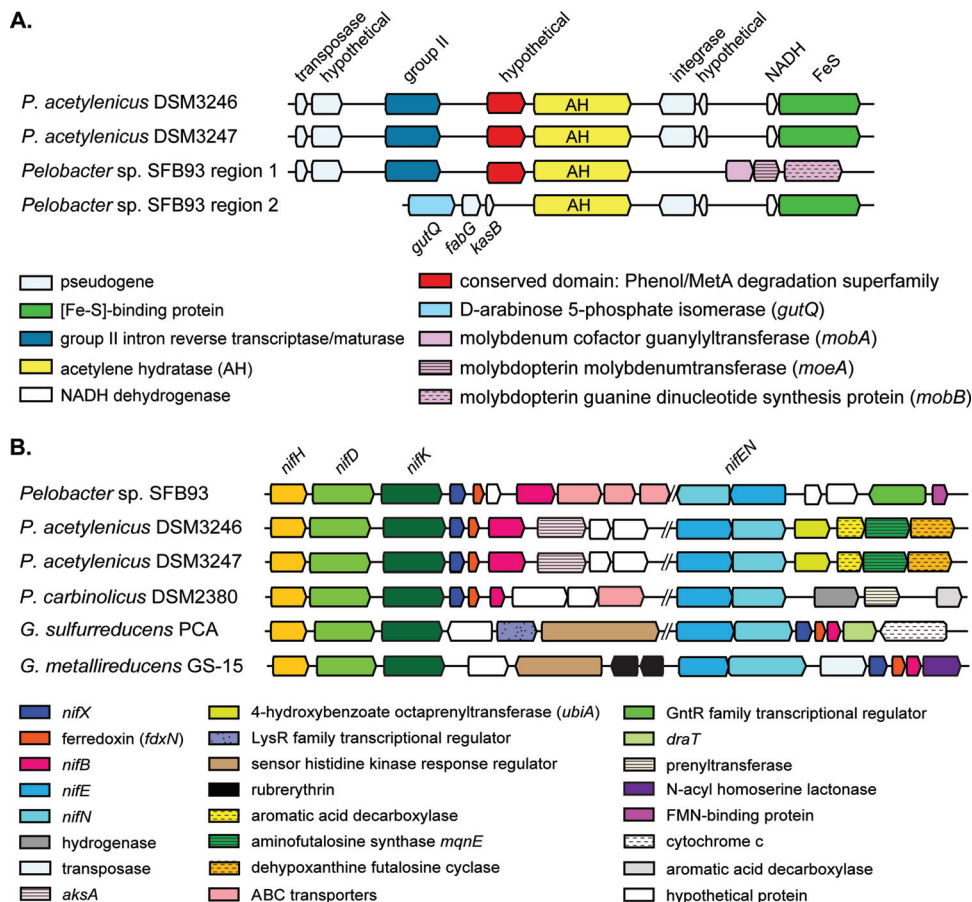 A.
transposase
hypothetical
group II
hypothetical
integrase
hypothetical
NADH
FeS
P. acetylenicus DSM3246
AH
P. acetylenicus DSM3247
AH
Pelobacter sp. SFB93 region 1
AH
Pelobacter sp. SFB93 region 2
AH
gutQ
fabG
kasB
pseudogene
[Fe-S]-binding protein
group II intron reverse transcriptase/maturase
acetylene hydratase (AH)
NADH dehydrogenase
conserved domain: Phenol/MetA degradation superfamily
D-arabinose 5-phosphate isomerase (gutQ)
molybdenum cofactor guanylyltransferase (mobA)
molybdopterin molybdenumtransferase (moeA)
molybdopterin guanine dinucleotide synthesis protein (mobB)
B.
nifH
nifD
nifK
nifEN
Pelobacter sp. SFB93
P. acetylenicus DSM3246
P. acetylenicus DSM3247
P. carbinolicus DSM2380
G. sulfurreducens PCA
G. metallireducens GS-15
nifX
ferredoxin (fdxN)
nifB
nifE
nifN
hydrogenase
transposase
aksA
4-hydroxybenzoate octaprenyltransferase (ubiA)
LysR family transcriptional regulator
sensor histidine kinase response regulator
rubrerythrin
aromatic acid decarboxylase
aminofutalosine synthase mqnE
dehypoxanthine futalosine cyclase
ABC transporters
GntR family transcriptional regulator
draT
prenyltransferase
N-acyl homoserine lactonase
FMN-binding protein
cytochrome c
aromatic acid decarboxylase
hypothetical protein